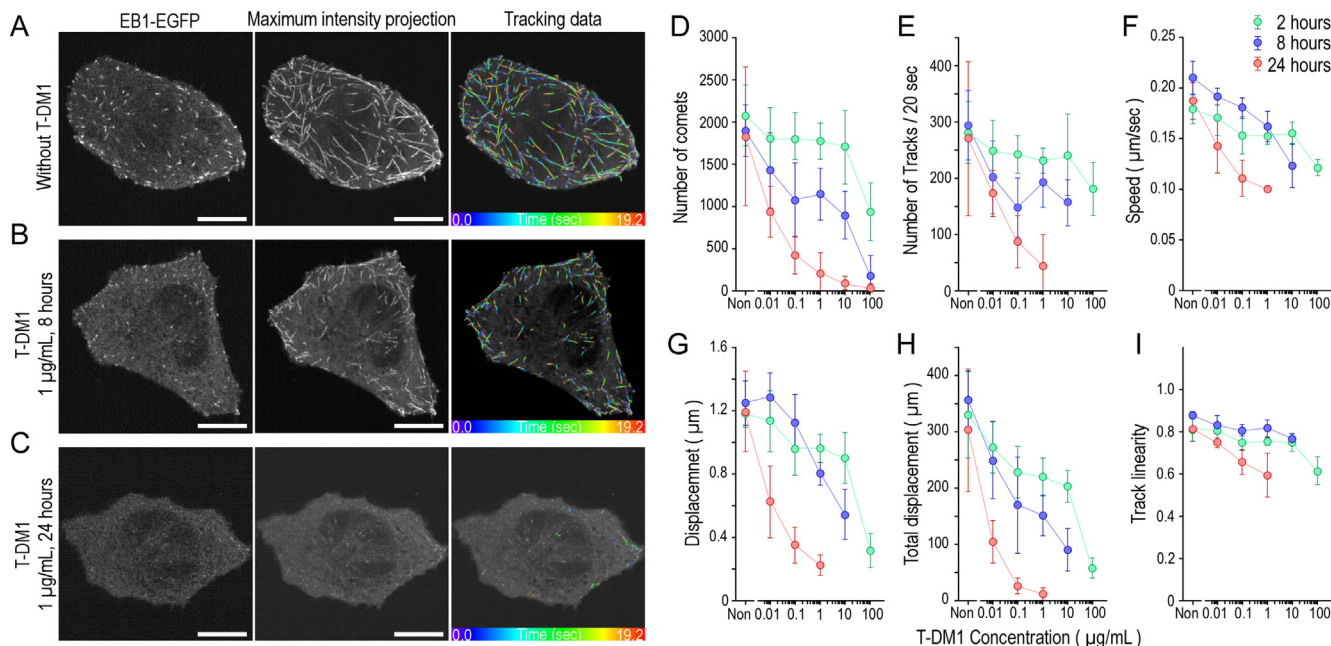 A
EB1-EGFP
Maximum intensity projection
Tracking data
Without T-DM1
0.0
Time (sec)
19.2
B
T-DM1
1 µg/mL, 8 hours
0.0
Time (sec)
19.2
C
T-DM1
1 µg/mL, 24 hours
0.0
Time (sec)
19.2
D
Number of comets
3000
2500
2000
1500
1000
500
0
Non 0.01 0.1 1 10 100
E
Number of Tracks / 20 sec
400
300
200
100
0
Non 0.01 0.1 1 10 100
F
2 hours
8 hours
24 hours
Speed ( µm/sec)
0.25
0.20
0.15
0.10
0.05
0.00
Non 0.01 0.1 1 10 100
G
Displacemnet ( µm )
1.6
1.2
0.8
0.4
0.0
Non 0.01 0.1 1 10 100
H
Total displacement ( µm )
400
300
200
100
0
Non 0.01 0.1 1 10 100
I
Track linearity
1.0
0.8
0.6
0.4
0.2
0.0
Non 0.01 0.1 1 10 100
T-DM1 Concentration ( µg/mL )